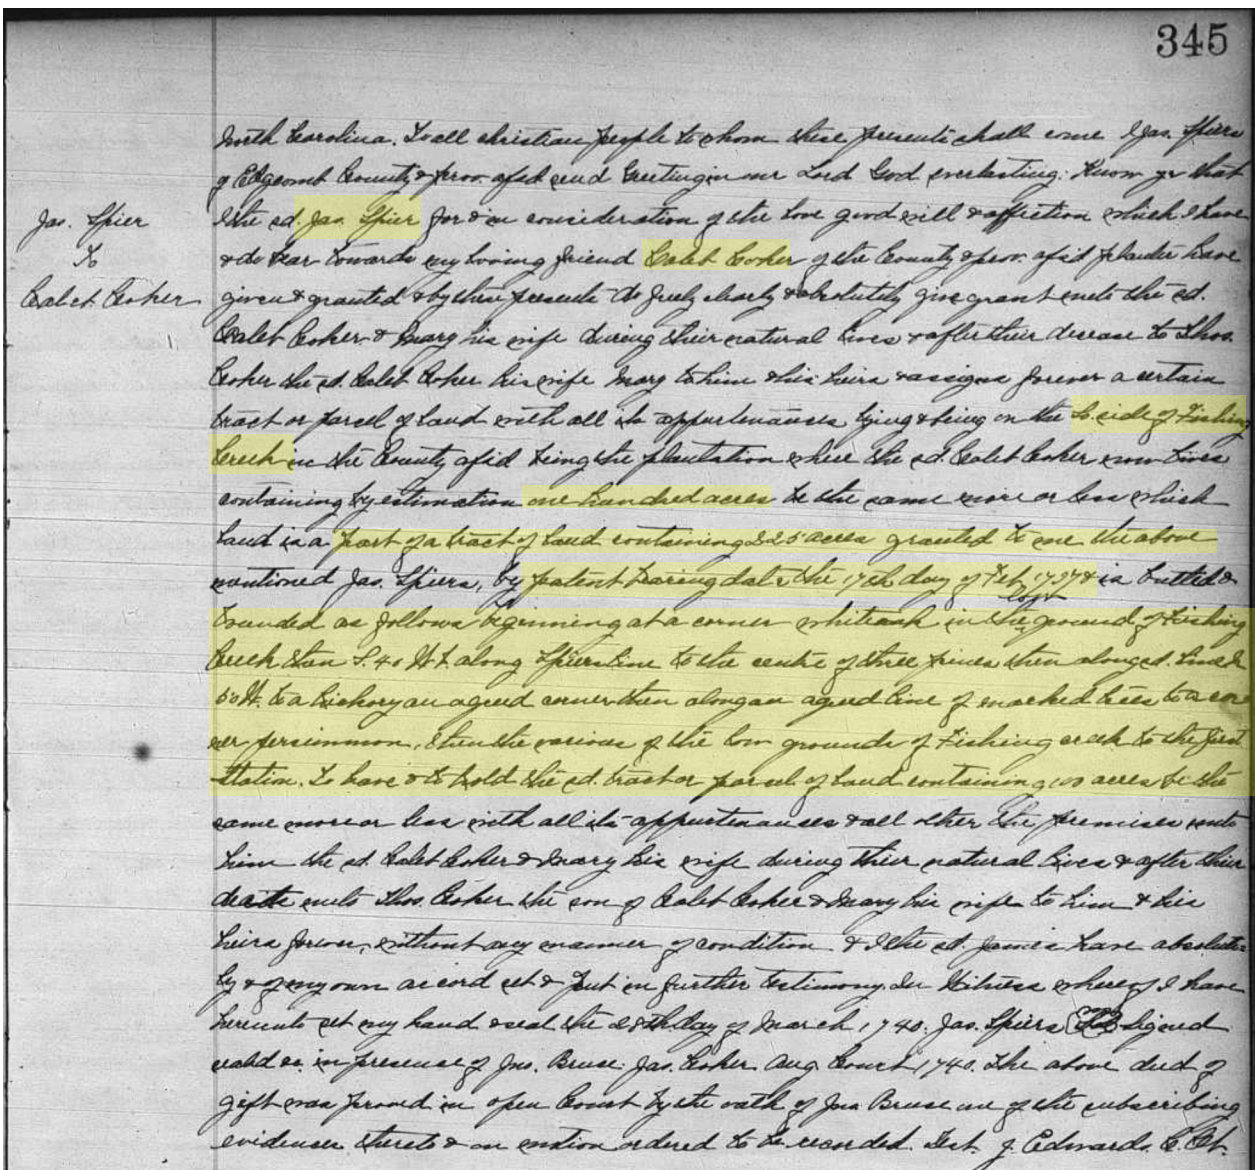 345
North Carolina. To all christian people to whom these presents shall come I Jas. Spiers
of Edgecomb County & prov. afsd send Greeting in our Lord God everlasting: Know ye that
Jas. Spier
To
Caleb Coker
I the sd. Jas. Spier for & in consideration of the love good will & affection which I have
& do bear towards my loving friend Caleb Coker of the County & prov. afsd planter have
given & granted & by these presents do freely clearly & absolutely give grant unto the sd.
Caleb Coker & Mary his wife during their natural lives & after their decease to Thos.
Coker the sd. Caleb Coker his wife Mary to him & his heirs & assigns forever a certain
tract or parcel of land with all its appurtenances lying & being on the So. side of Fishing
Creek in the County afsd being the plantation where the sd. Caleb Coker now lives
containing by estimation one hundred acres be the same more or less which
land is a part of a tract of land containing 225 acres granted to me the above
mentioned Jas. Spiers, by patent bearing date the 17th day of Feb. 1737 & is butted &
bounded as follows beginning at a corner white oak in the low ground of Fishing
Creek then S. 40 W. along Spiers line to the centre of three pines then along sd. line
50 W. to a hickory an agreed corner then along an agreed line of marked trees to a cor
ner persimmon, then the various of the low grounds of Fishing creek to the first
Station. To have & to hold the sd. tract or parcel of land containing 100 acres be the
same more or less with all its appurtenances & all other the premises unto
him the sd. Caleb Coker & Mary his wife during their natural lives & after their
death unto Thos. Coker the son of Caleb Coker & Mary his wife to him & his
heirs forever, without any manner of condition & I the sd. James have absolute-
ly & of my own accord set & put in further testimony. In Witness whereof I have
hereunto set my hand & seal the day of March 1740. Jas. Spiers Signed
seald &c in presence of Jno. Bruse. Jas. Coker. Aug. Court 1740. The above deed of
gift was proved in open Court by the oath of Jno Bruse one of the subscribing
evidences thereto & on motion ordered to be recorded. Test. J. Edwards. C. Ct.